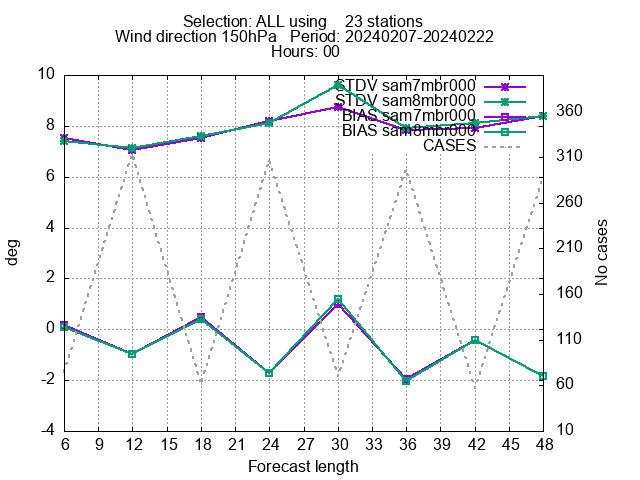 Selection: ALL using 23 stations
Wind direction 150hPa Period: 20240207-20240222
Hours: 00
STDV sam7mbr000
STDV sam8mbr000
BIAS sam7mbr000
BIAS sam8mbr000
CASES
10
8
6
4
2
0
-2
-4
deg
360
310
260
210
160
110
60
10
No cases
6 9 12 15 18 21 24 27 30 33 36 39 42 45 48
Forecast length